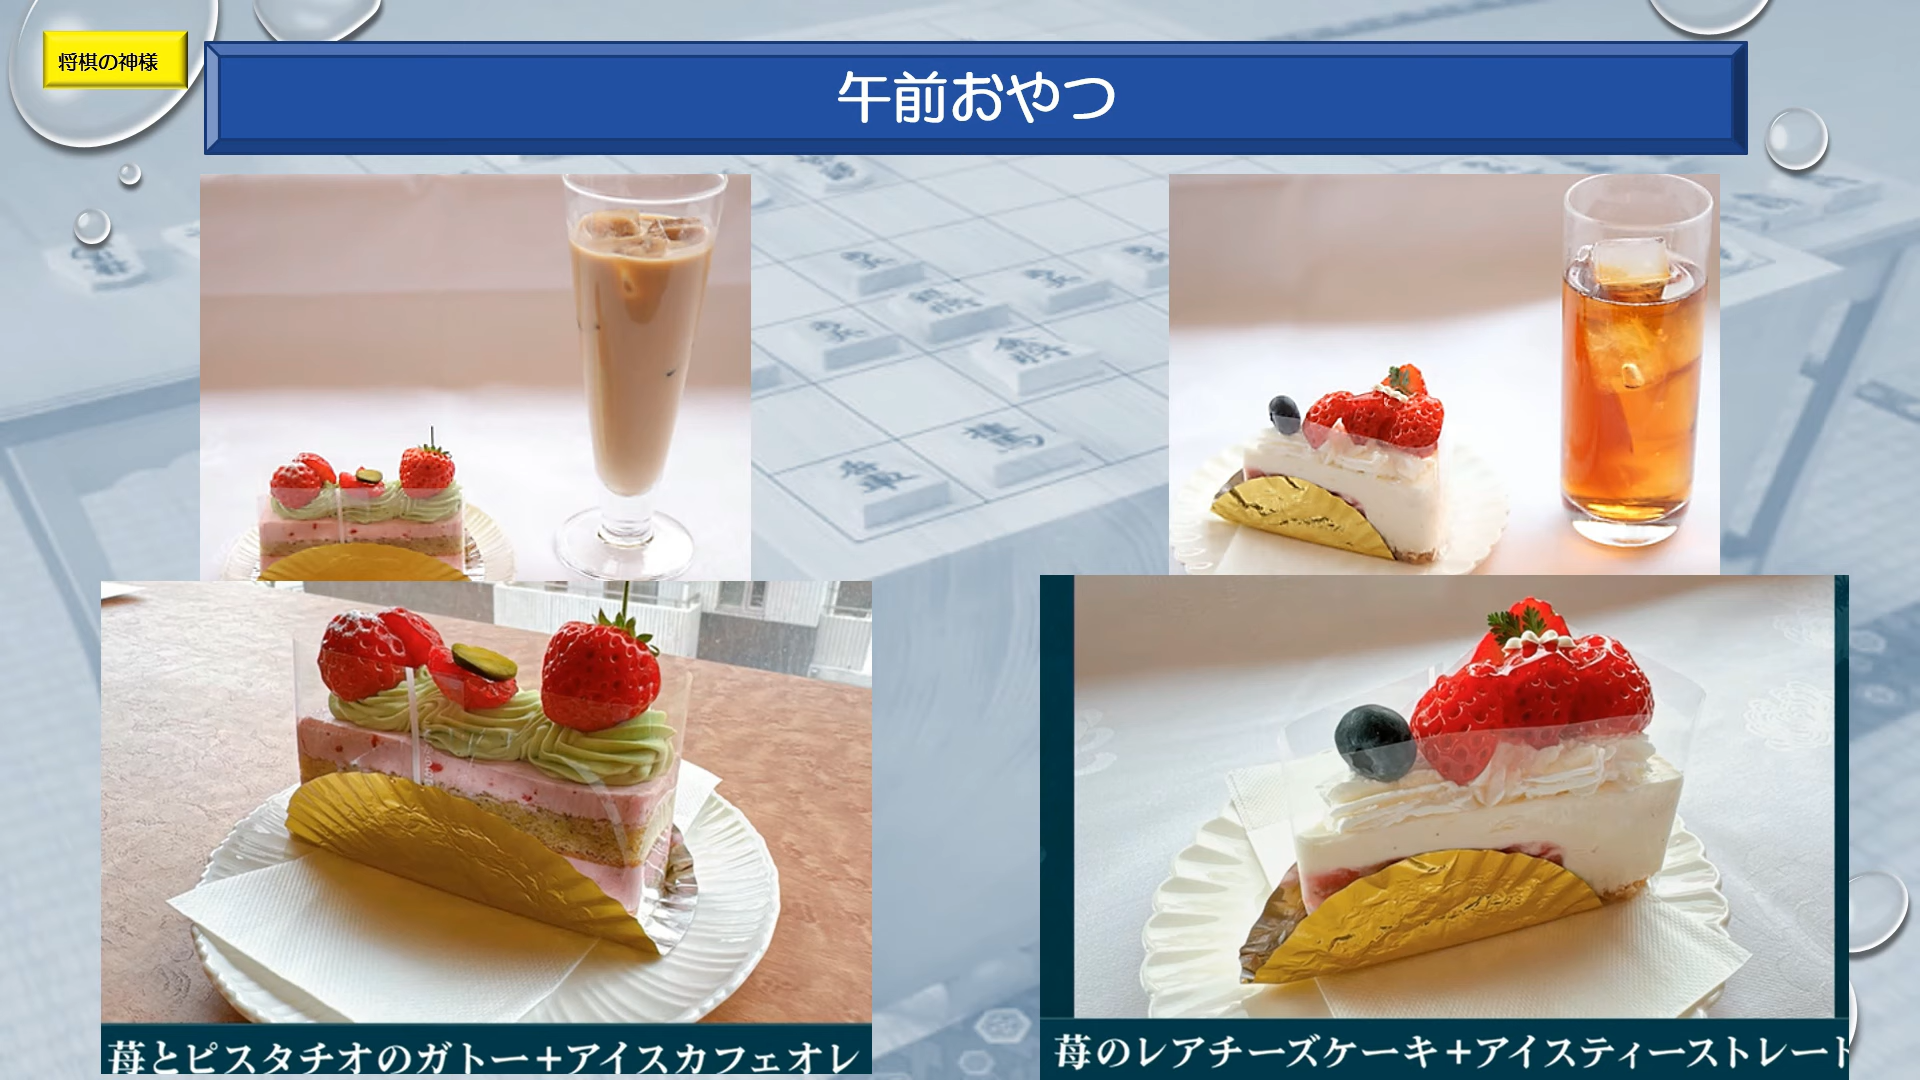 将棋の神様
午前おやつ
苺とピスタチオのガトー+アイスカフェオレ
苺のレアチーズケーキ+アイスティーストレート